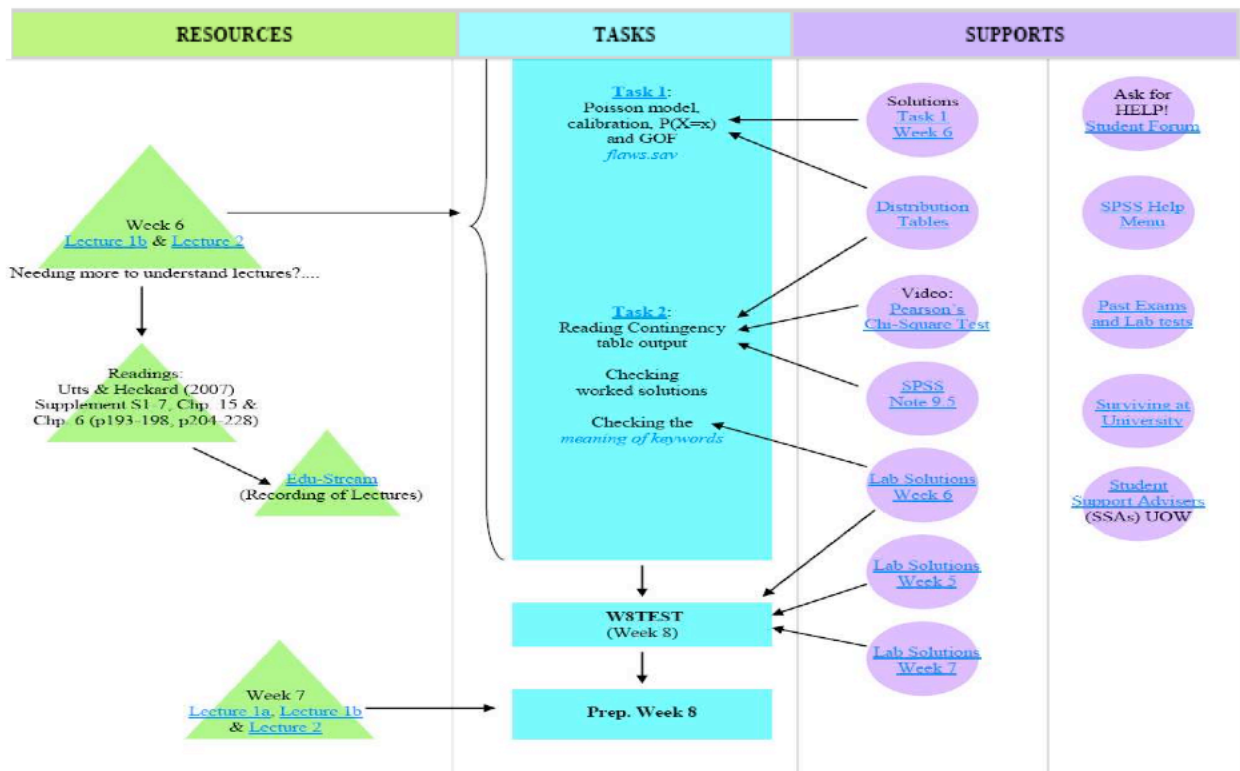 RESOURCES
TASKS
SUPPORTS
Week 6
Lecture 1b & Lecture 2
Needing more to understand lectures?....
Readings:
Utts & Heckard (2007)
Supplement S1-7, Chp. 15 &
Chp. 6 (p193-198, p204-228)
Edu-Stream
(Recording of Lectures)
Week 7
Lecture 1a, Lecture 1b
& Lecture 2
Task 1:
Poisson model,
calibration, P(X=x)
and GOF
flaws.sav
Task 2:
Reading Contingency
table output
Checking
worked solutions
Checking the
meaning of keywords
W8TEST
(Week 8)
Prep. Week 8
Solutions
Task 1
Week 6
Distribution
Tables
Video:
Pearson's
Chi-Square Test
SPSS
Note 9.5
Lab Solutions
Week 6
Lab Solutions
Week 5
Lab Solutions
Week 7
Ask for
HELP!
Student Forum
SPSS Help
Menu
Past Exams
and Lab tests
Surviving at
University
Student
Support Advisers
(SSAs) UOW